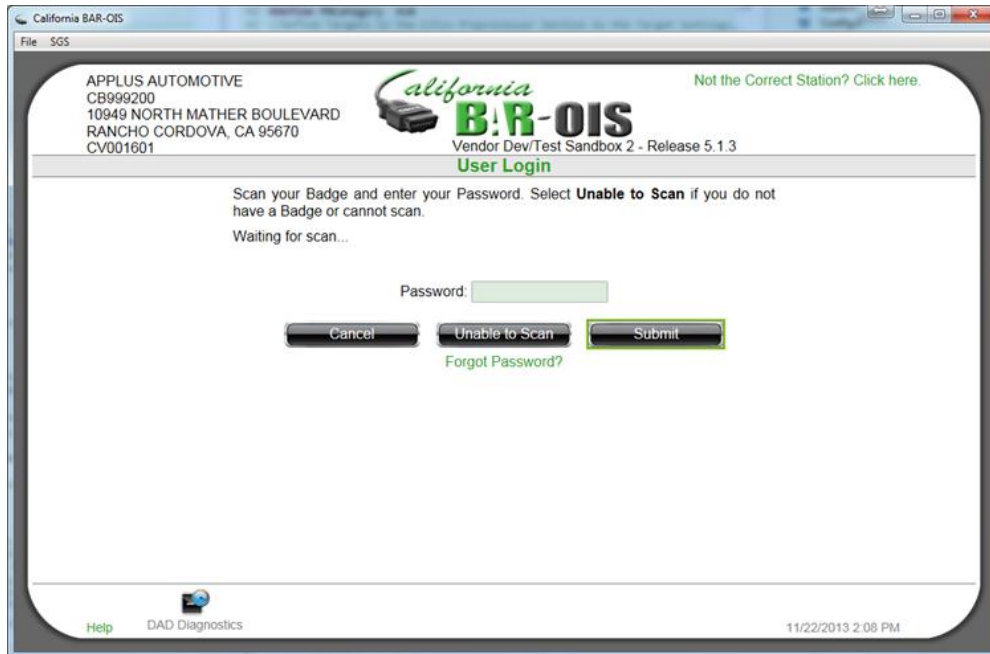 California BAR-OIS
File SGS
APPLUS AUTOMOTIVE
CB999200
10949 NORTH MATHER BOULEVARD
RANCHO CORDOVA, CA 95670
CV001601
California
BAR-OIS
Vendor Dev/Test Sandbox 2 - Release 5.1.3
Not the Correct Station? Click here.
User Login
Scan your Badge and enter your Password. Select Unable to Scan if you do not
have a Badge or cannot scan.
Waiting for scan...
Password:
Cancel Unable to Scan Submit
Forgot Password?
Help DAD Diagnostics 11/22/2013 2:08 PM